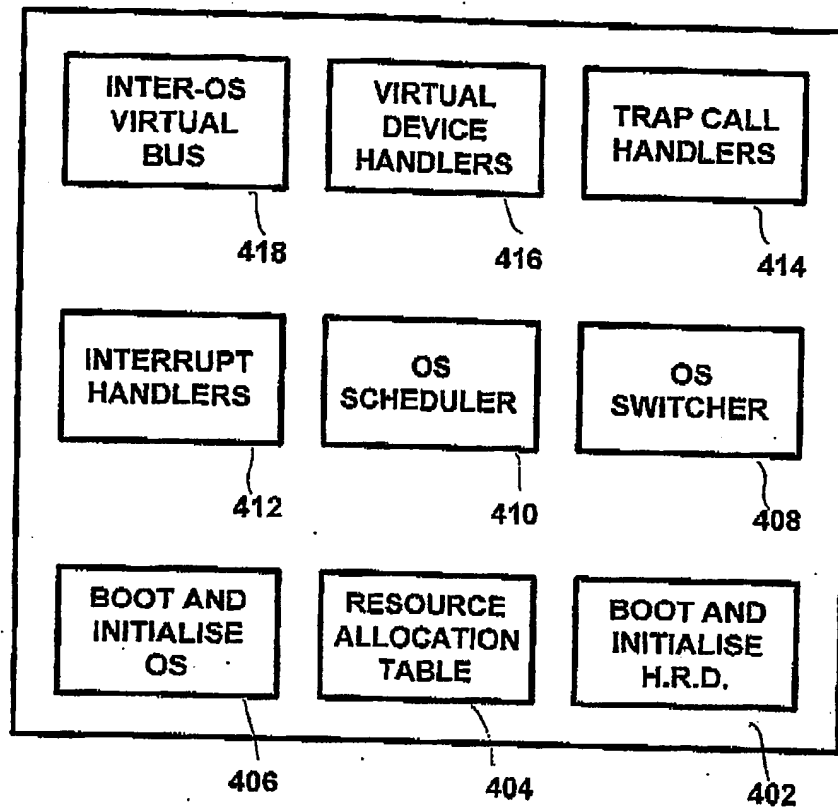 INTER-OS
VIRTUAL
BUS
418
VIRTUAL
DEVICE
HANDLERS
416
TRAP CALL
HANDLERS
414
INTERRUPT
HANDLERS
412
OS
SCHEDULER
410
OS
SWITCHER
408
BOOT AND
INITIALISE
OS
406
RESOURCE
ALLOCATION
TABLE
404
BOOT AND
INITIALISE
H.R.D.
402